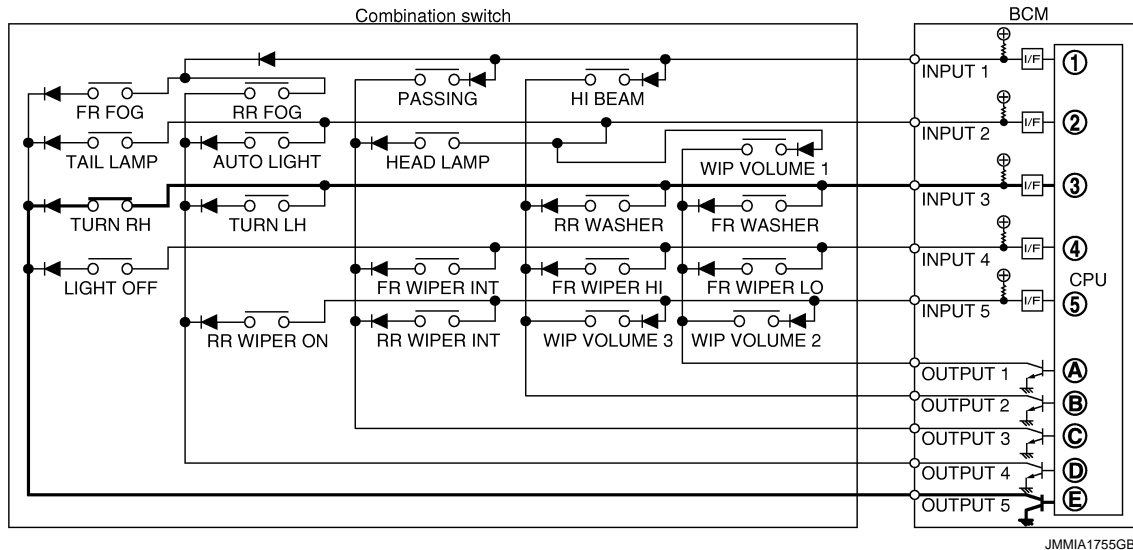 Combination switch
BCM
INPUT 1
I/F
1
FR FOG
RR FOG
PASSING
HI BEAM
INPUT 2
I/F
2
TAIL LAMP
AUTO LIGHT
HEAD LAMP
WIP VOLUME 1
INPUT 3
I/F
3
TURN RH
TURN LH
RR WASHER
FR WASHER
INPUT 4
I/F
4
LIGHT OFF
FR WIPER INT
FR WIPER HI
FR WIPER LO
CPU
INPUT 5
I/F
5
RR WIPER ON
RR WIPER INT
WIP VOLUME 3
WIP VOLUME 2
OUTPUT 1
A
OUTPUT 2
B
OUTPUT 3
C
OUTPUT 4
D
OUTPUT 5
E
JMMIA1755GB